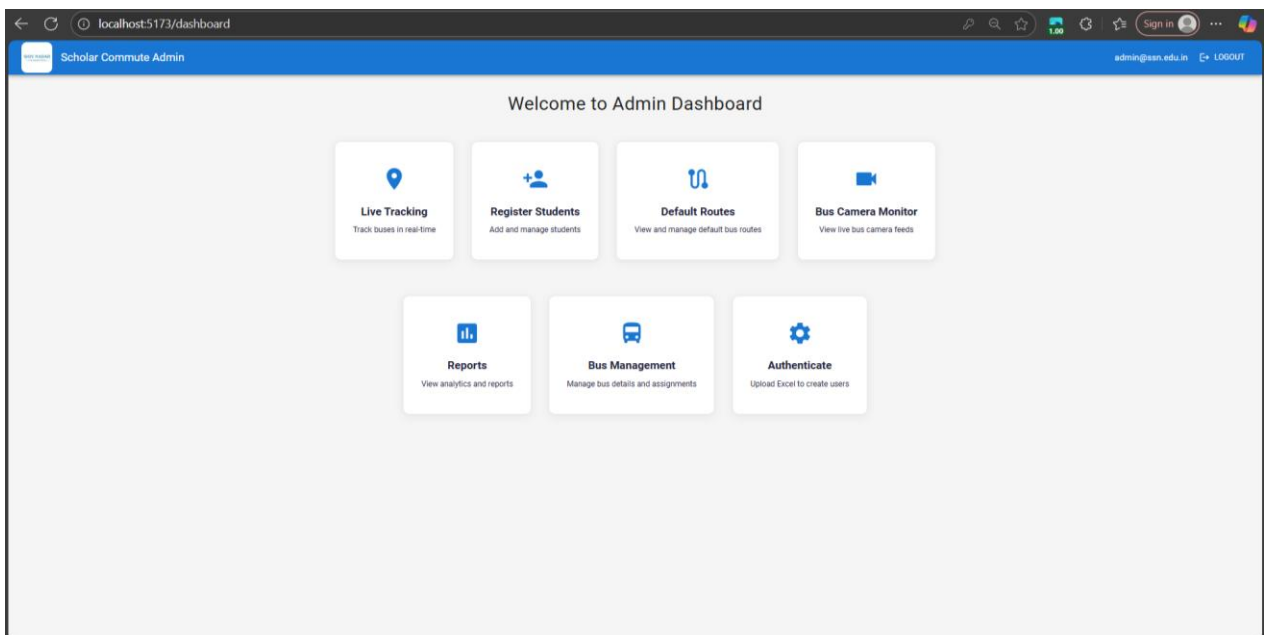 localhost:5173/dashboard
1.00
Sign in
Scholar Commute Admin
admin@ssn.edu.in LOGOUT
Welcome to Admin Dashboard
Live Tracking
Track buses in real-time
Register Students
Add and manage students
Default Routes
View and manage default bus routes
Bus Camera Monitor
View live bus camera feeds
Reports
View analytics and reports
Bus Management
Manage bus details and assignments
Authenticate
Upload Excel to create users